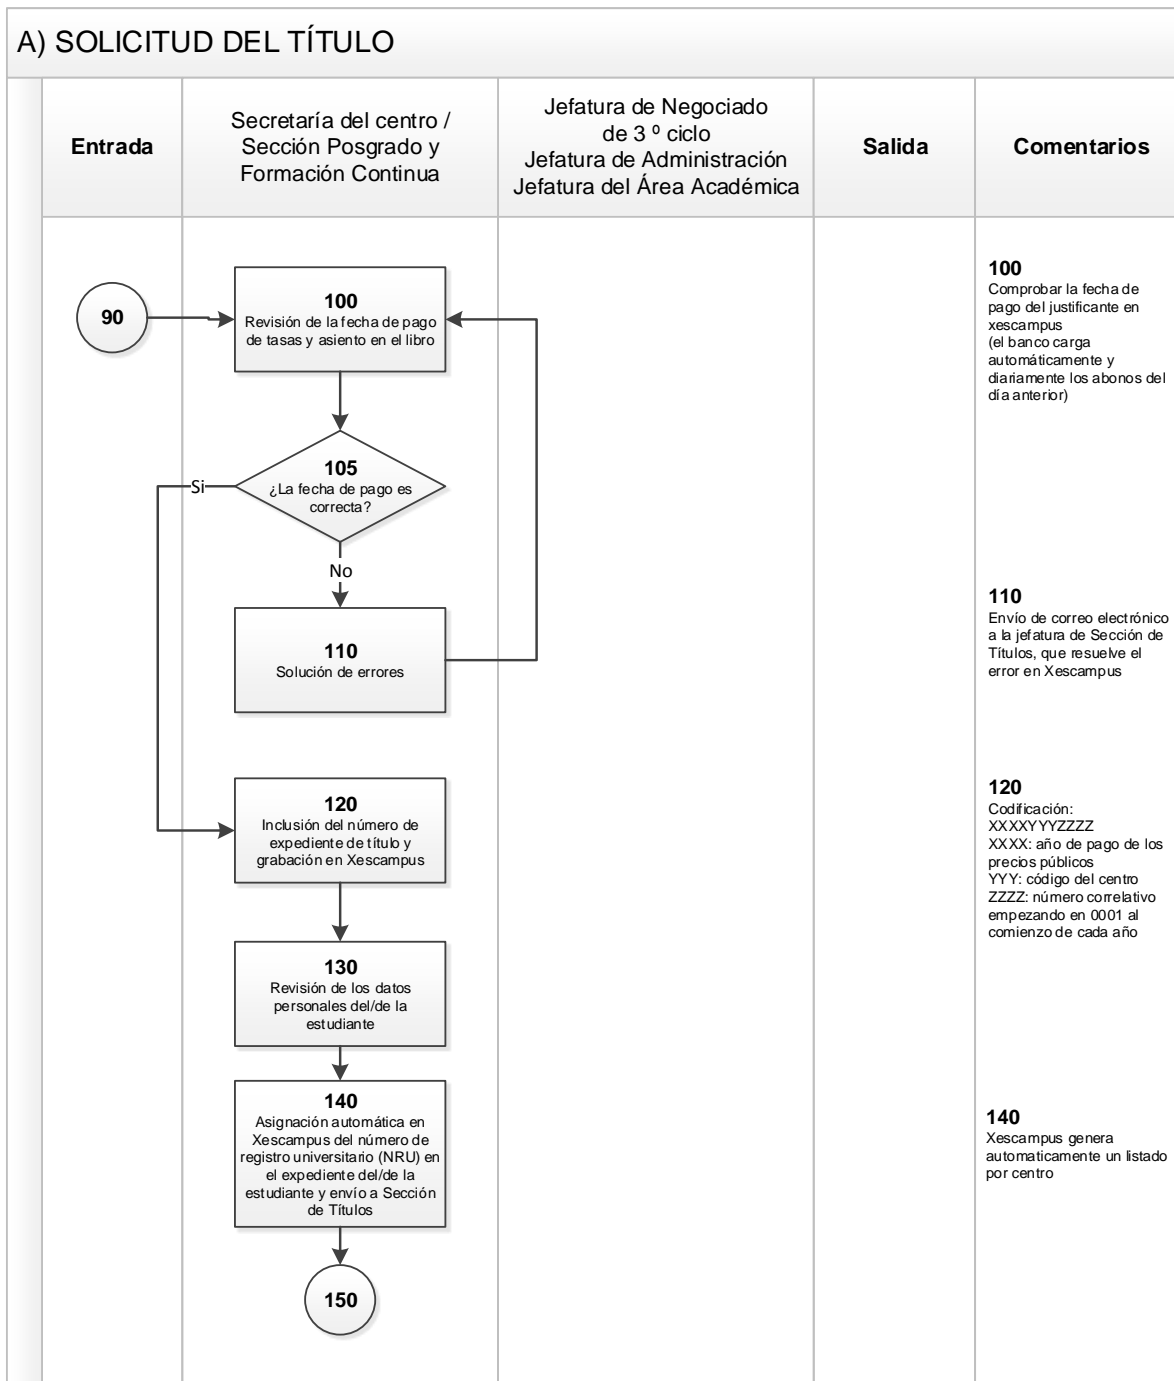 A) SOLICITUD DEL TÍTULO
Entrada
Secretaría del centro /
Sección Posgrado y
Formación Continua
Jefatura de Negociado
de 3 º ciclo
Jefatura de Administración
Jefatura del Área Académica
Salida
Comentarios
90
100
Revisión de la fecha de pago
de tasas y asiento en el libro
100
Comprobar la fecha de
pago del justificante en
xescampus
(el banco carga
automáticamente y
diariamente los abonos del
día anterior)
105
¿La fecha de pago es
correcta?
Si
No
110
Solución de errores
110
Envío de correo electrónico
a la jefatura de Sección de
Títulos, que resuelve el
error en Xescampus
120
Inclusión del número de
expediente de título y
grabación en Xescampus
120
Codificación:
XXXXYYYZZZZ
XXXX: año de pago de los
precios públicos
YYY: código del centro
ZZZZ: número correlativo
empezando en 0001 al
comienzo de cada año
130
Revisión de los datos
personales del/de la
estudiante
140
Asignación automática en
Xescampus del número de
registro universitario (NRU) en
el expediente del/de la
estudiante y envío a Sección
de Títulos
140
Xescampus genera
automaticamente un listado
por centro
150